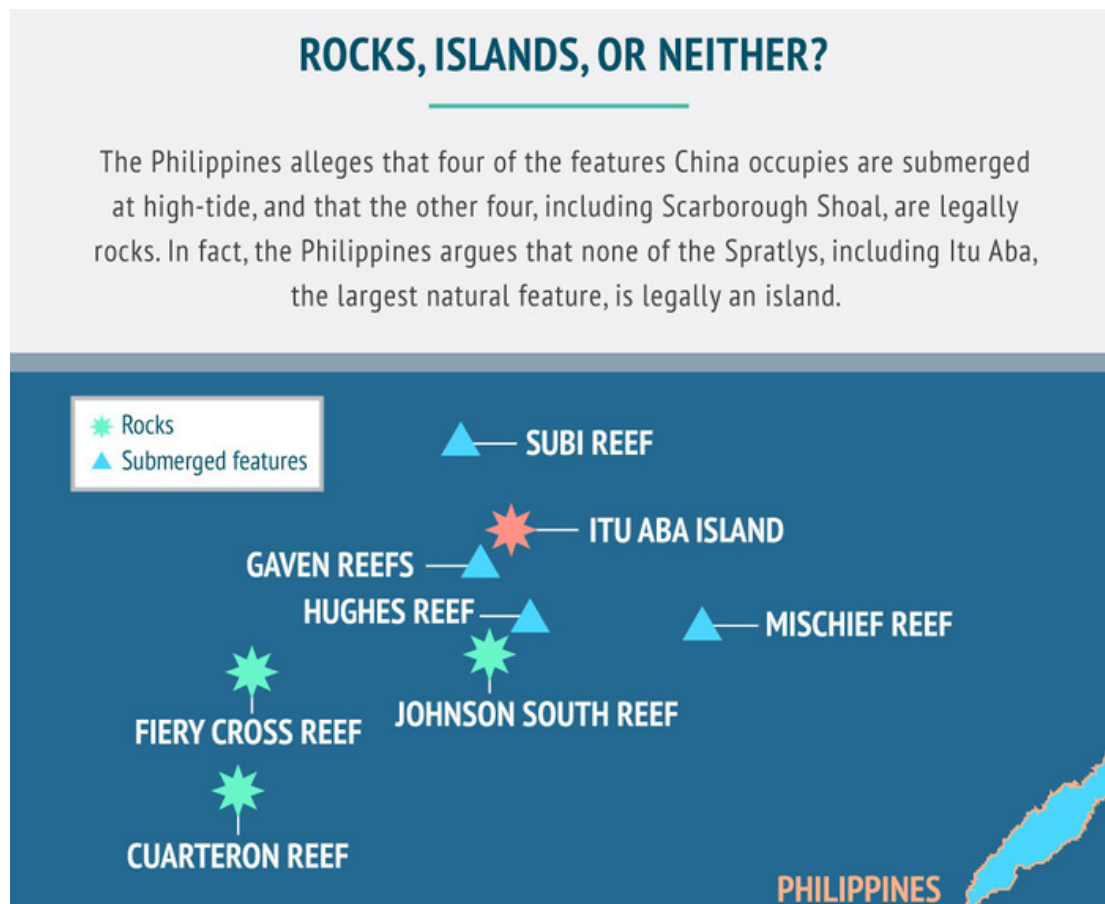 ROCKS, ISLANDS, OR NEITHER?
The Philippines alleges that four of the features China occupies are submerged
at high-tide, and that the other four, including Scarborough Shoal, are legally
rocks. In fact, the Philippines argues that none of the Spratlys, including Itu Aba,
the largest natural feature, is legally an island.
Rocks
Submerged features
SUBI REEF
ITU ABA ISLAND
GAVEN REEFS
HUGHES REEF
MISCHIEF REEF
JOHNSON SOUTH REEF
FIERY CROSS REEF
CUARTERON REEF
PHILIPPINES